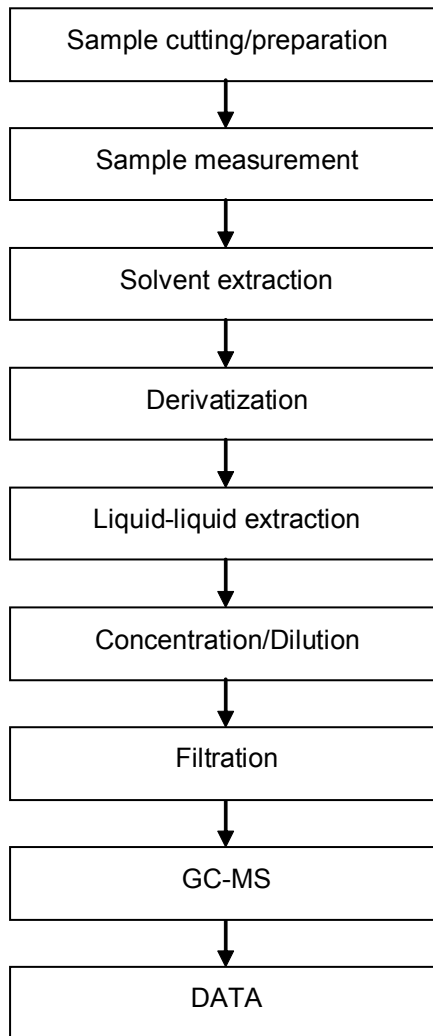 Sample cutting/preparation
Sample measurement
Solvent extraction
Derivatization
Liquid-liquid extraction
Concentration/Dilution
Filtration
GC-MS
DATA